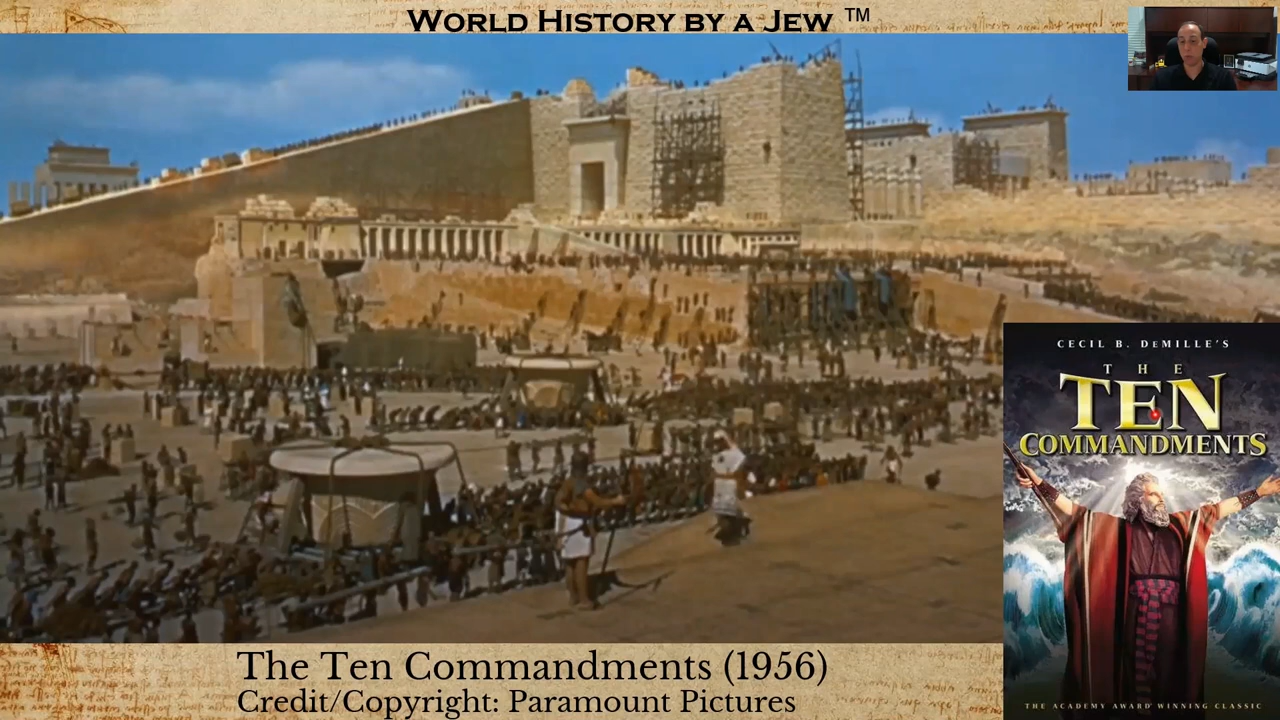 WORLD HISTORY BY A JEW ™
CECIL B. DEMILLE'S
THE
TEN
COMMANDMENTS
The Ten Commandments (1956)
Credit/Copyright: Paramount Pictures
THE ACADEMY AWARD WINNING CLASSIC